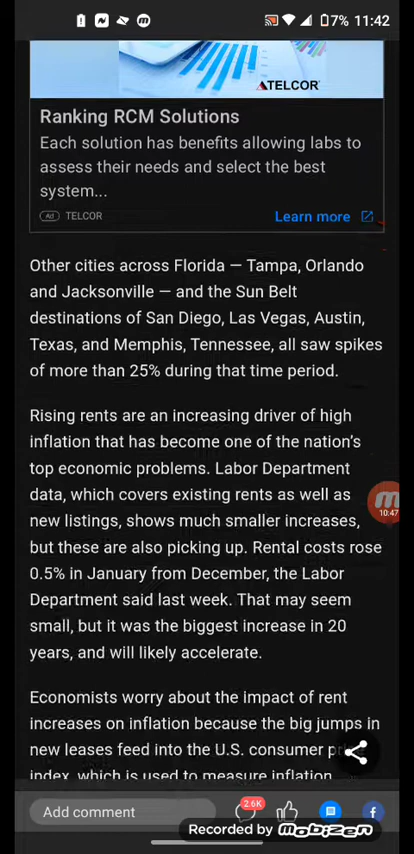 7% 11:42
TELCOR
Ranking RCM Solutions
Each solution has benefits allowing labs to
assess their needs and select the best
system...
Ad TELCOR
Learn more
Other cities across Florida — Tampa, Orlando
and Jacksonville — and the Sun Belt
destinations of San Diego, Las Vegas, Austin,
Texas, and Memphis, Tennessee, all saw spikes
of more than 25% during that time period.
Rising rents are an increasing driver of high
inflation that has become one of the nation's
top economic problems. Labor Department
data, which covers existing rents as well as
new listings, shows much smaller increases,
10:47
but these are also picking up. Rental costs rose
0.5% in January from December, the Labor
Department said last week. That may seem
small, but it was the biggest increase in 20
years, and will likely accelerate.
Economists worry about the impact of rent
increases on inflation because the big jumps in
new leases feed into the U.S. consumer
index, which is used to measure inflation
Add comment
2.6K
Recorded by mobizen